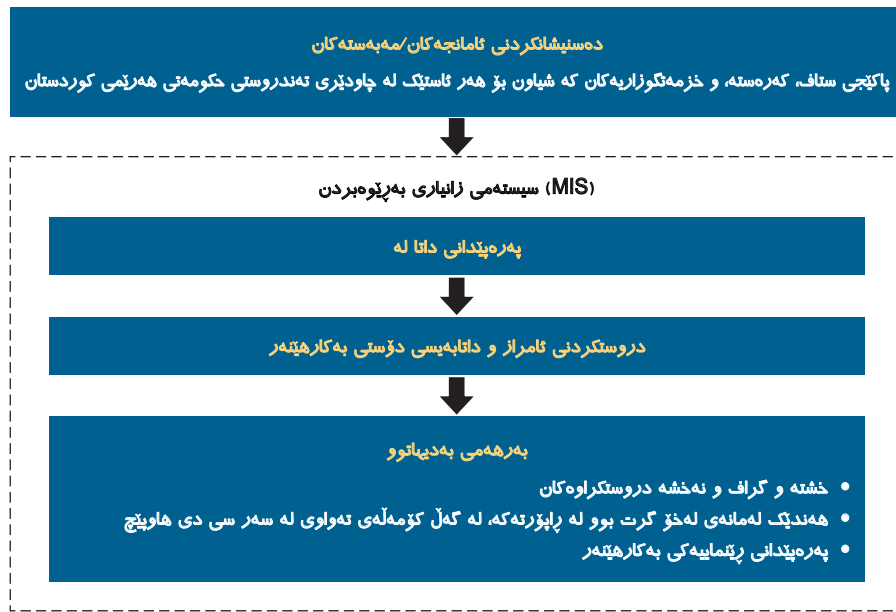 دەسنیشانکردنی ئامانجەکان/مەبەستەکان
پاکێجی ستاف، کەرەستە، و خزمەتگوزاریەکان کە شیاون بۆ هەر ئاستێک لە چاودێری تەندروستی حکومەتی هەرێمی کوردستان
(MIS) سیستەمی زانیاری بەڕێوەبردن
پەرەپێدانی داتا لە
دروستکردنی ئامراز و داتابەیسی دۆستی بەکارهێنەر
بەرهەمی بەدیهاتوو
• خشتە و گراف و نەخشە دروستکراوەکان
• هەندێک لەمانەی لەخۆ گرت بوو لە ڕاپۆرتەکە، لە گەڵ کۆمەڵەی تەواوی لە سەر سی دی هاوپێچ
• پەرەپێدانی ڕێنماییەکی بەکارهێنەر